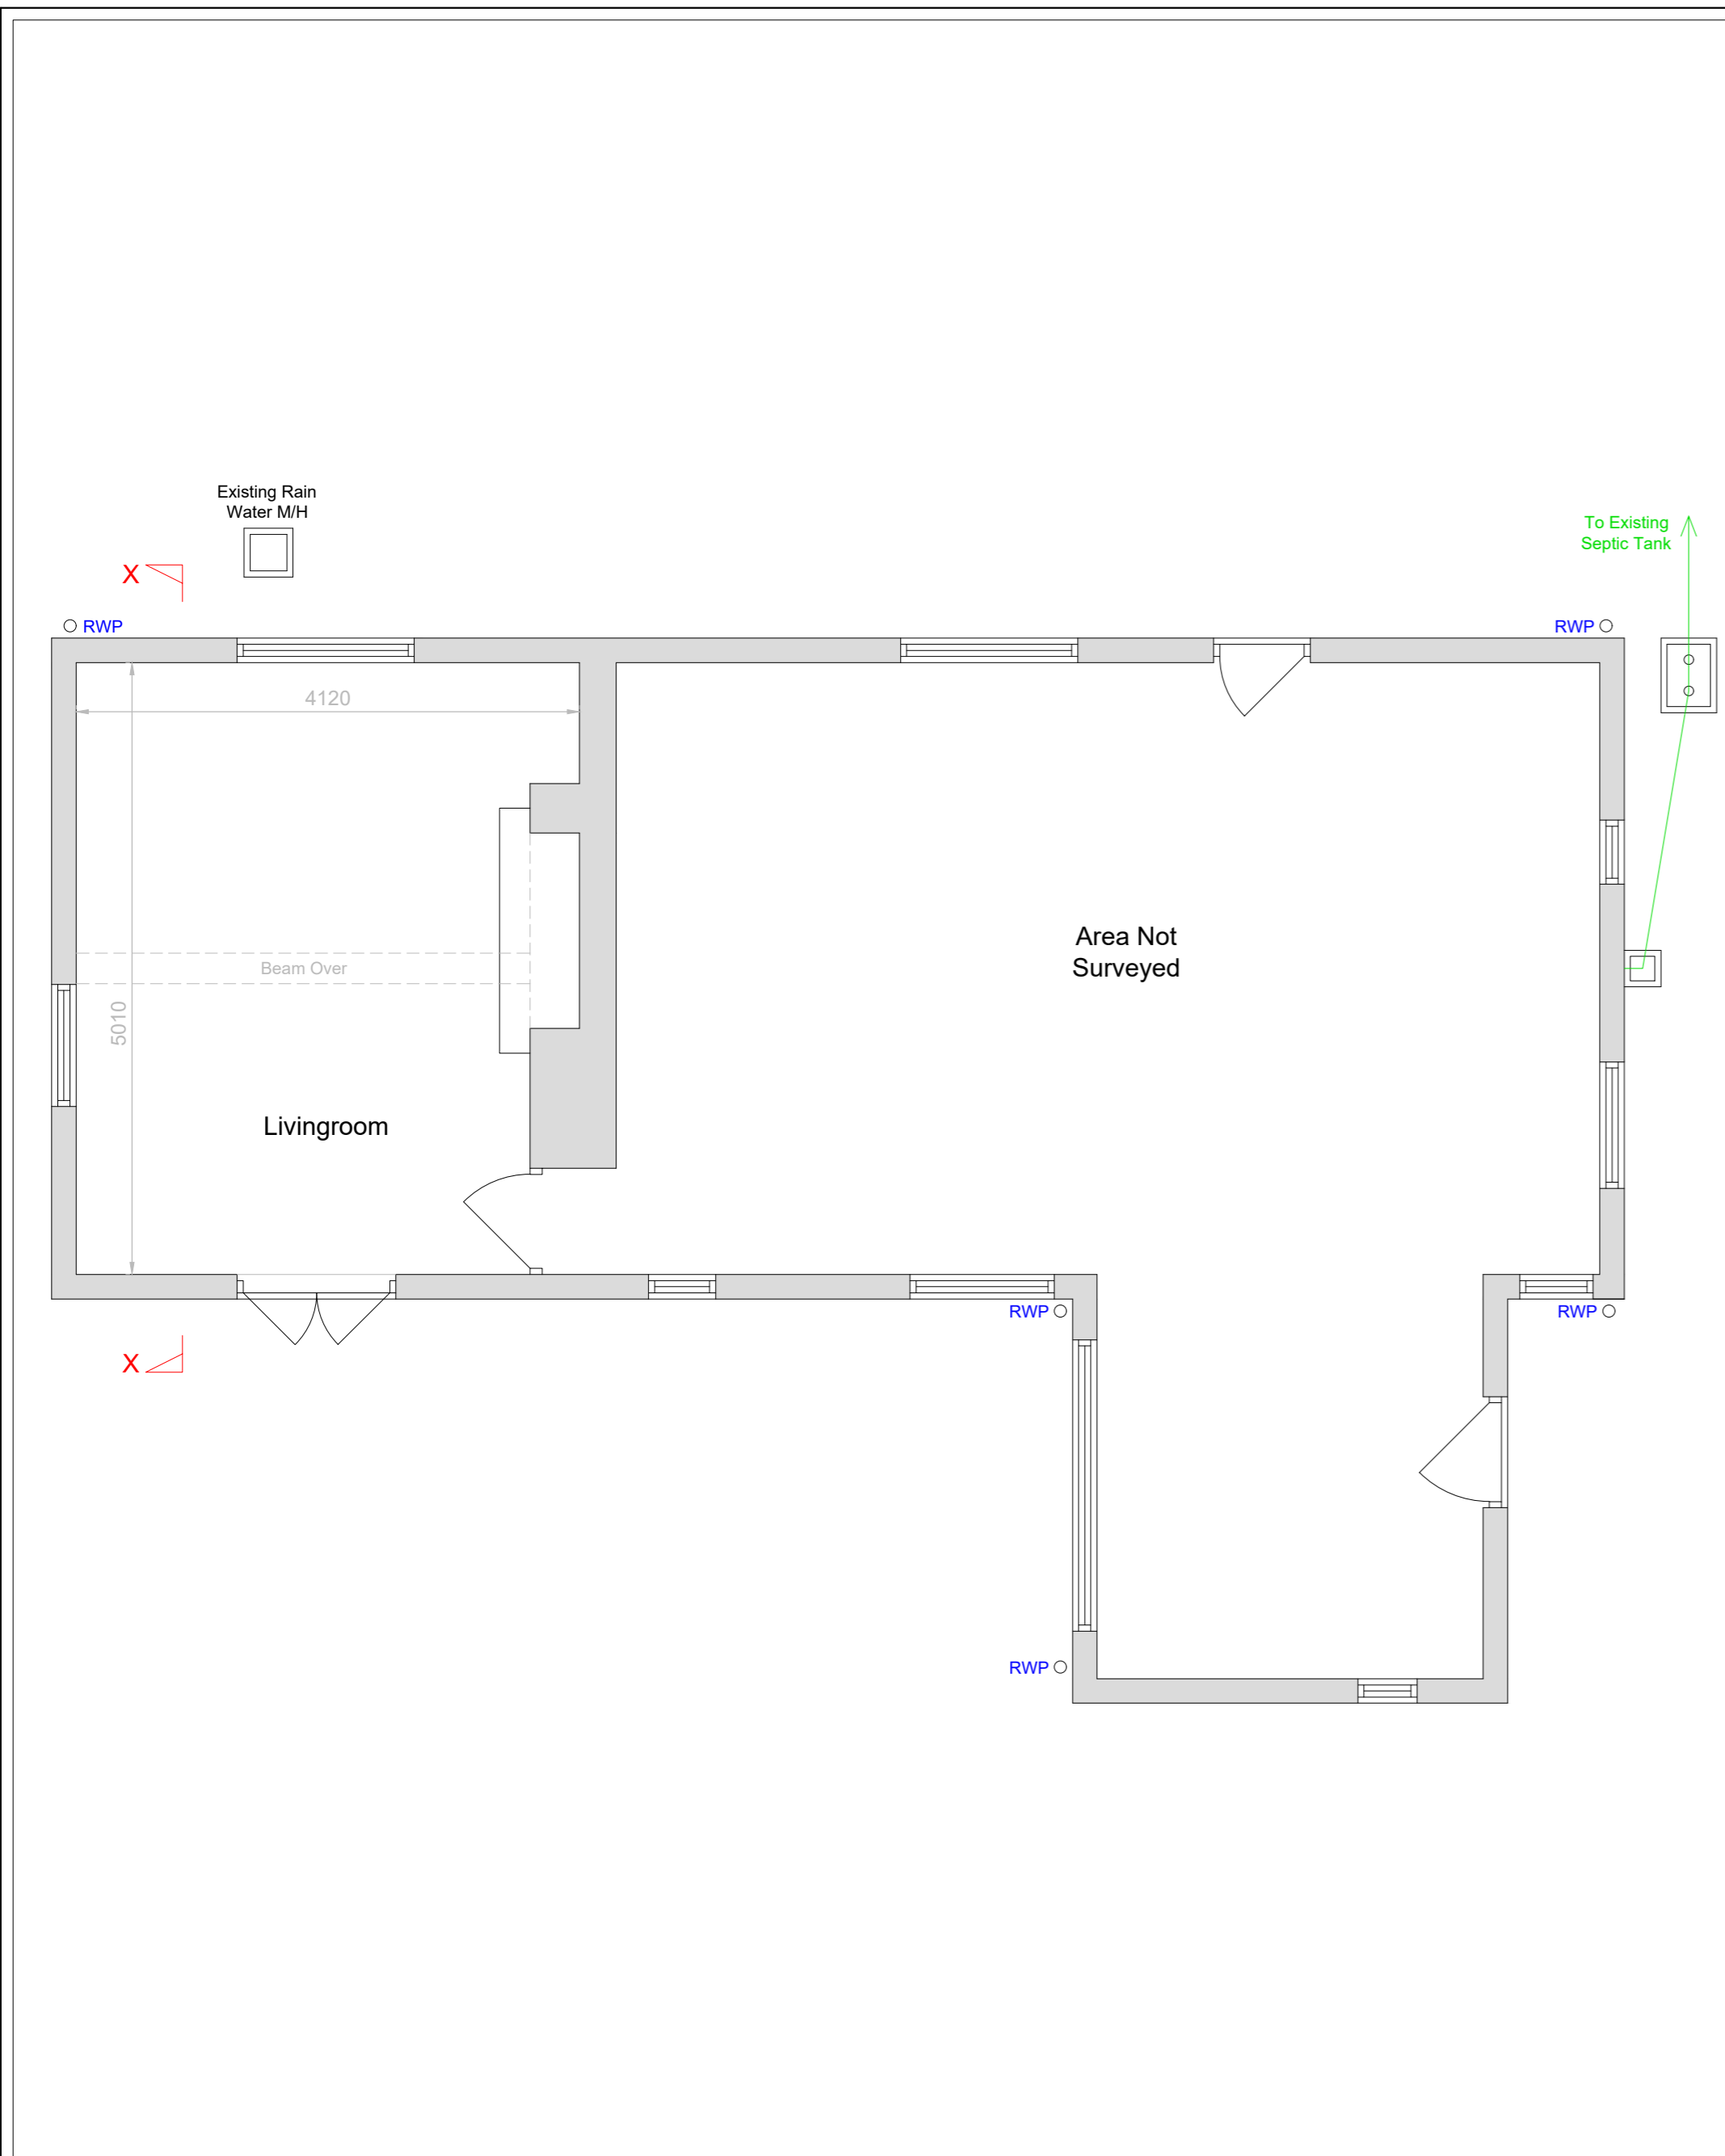 Existing Rain
Water M/H
To Existing
Septic Tank
X
RWP
RWP
4120
Area Not
Surveyed
Beam Over
5010
Livingroom
RWP
RWP
X
RWP